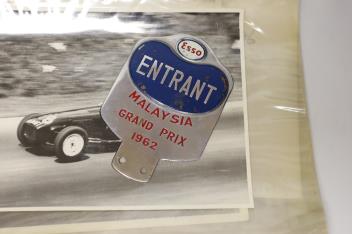 Esso
ENTRANT
MALAYSIA
GRAND PRIX
1962